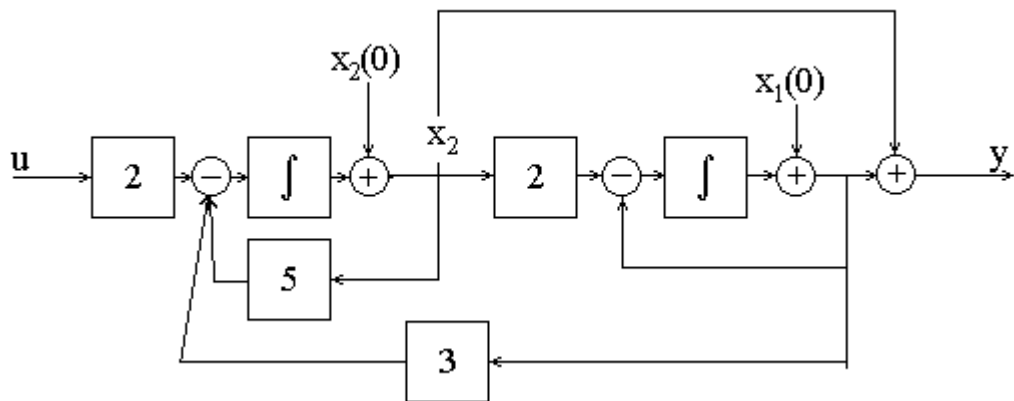 x₂(0)
x₁(0)
x₂
u
2
−
∫
+
2
−
∫
+
+
y
5
3